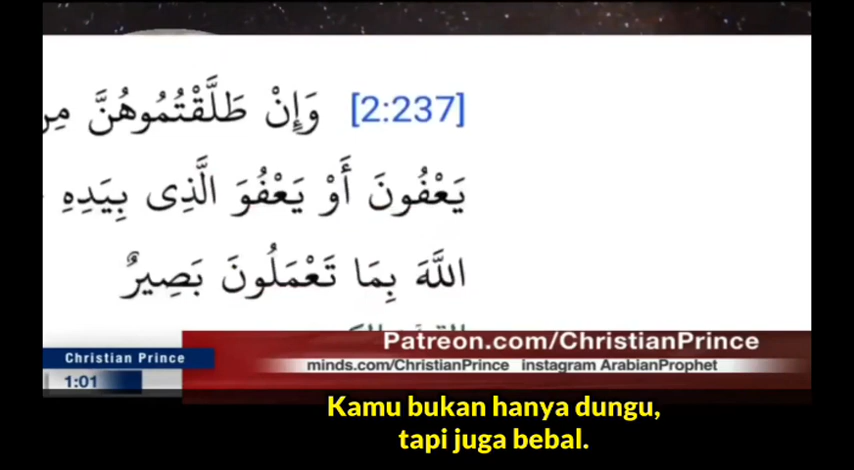 [2:237] وَإِنْ طَلَّقْتُمُوهُنَّ
يَعْفُونَ أَوْ يَعْفُوَ الَّذِى بِيَدِهِ
اللَّهَ بِمَا تَعْمَلُونَ بَصِيرٌ
Patreon.com/ChristianPrince
Christian Prince
minds.com/ChristianPrince instagram ArabianProphet
1:01
Kamu bukan hanya dungu,
tapi juga bebal.